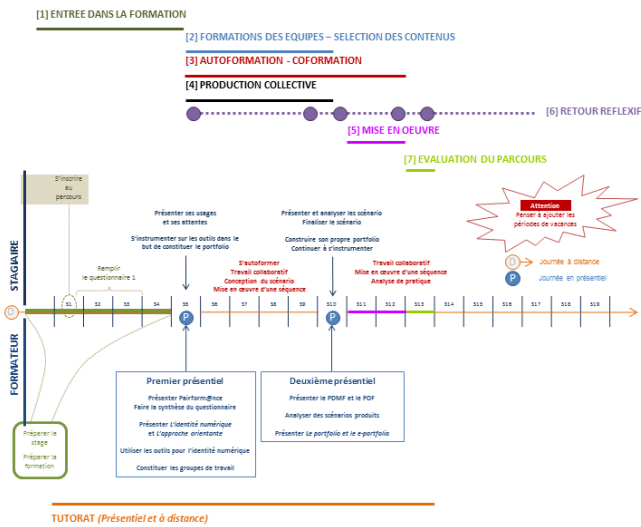 [1] ENTREE DANS LA FORMATION
[2] FORMATIONS DES EQUIPES – SELECTION DES CONTENUS
[3] AUTOFORMATION - COFORMATION
[4] PRODUCTION COLLECTIVE
[6] RETOUR REFLEXIF
[5] MISE EN OEUVRE
[7] EVALUATION DU PARCOURS
S'inscrire
au
parcours
Présenter ses usages
et ses attentes
S'instrumenter sur les outils dans le
but de constituer le portfolio
Présenter et analyser les scénario
Finaliser le scénario
Construire son propre portfolio
Continuer à s'instrumenter
Attention
Penser à ajouter les
périodes de vacances
D Journée à distance
P Journée en présentiel
STAGIAIRE
Remplir
le questionnaire 1
S'autoformer
Travail collaboratif
Conception du scénario
Mise en œuvre d'une séquence
Travail collaboratif
Mise en œuvre d'une séquence
Analyse de pratique
S1 S2 S3 S4 S5 S6 S7 S8 S9 S10 S11 S12 S13 S14 S15 S16 S17 S18 S19
D P P
FORMATEUR
Premier présentiel
Présenter Pairform@nce
Faire la synthèse du questionnaire
Présenter L'identité numérique
et L'approche orientante
Utiliser les outils pour l'identité numérique
Constituer les groupes de travail
Deuxième présentiel
Présenter le PDMF et le POF
Analyser des scénarios produits
Présenter Le portfolio et le e-portfolio
Préparer le
stage
Préparer la
formation
TUTORAT (Présentiel et à distance)